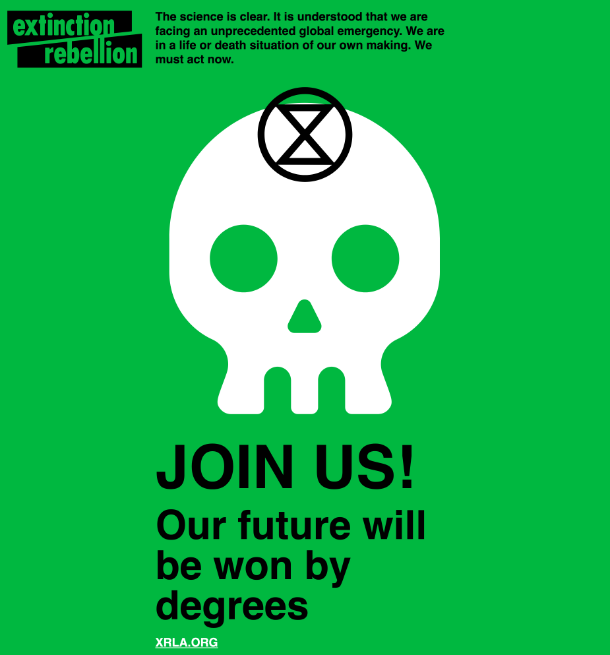 extinction
rebellion
The science is clear. It is understood that we are
facing an unprecedented global emergency. We are
in a life or death situation of our own making. We
must act now.
JOIN US!
Our future will
be won by
degrees
XRLA.ORG